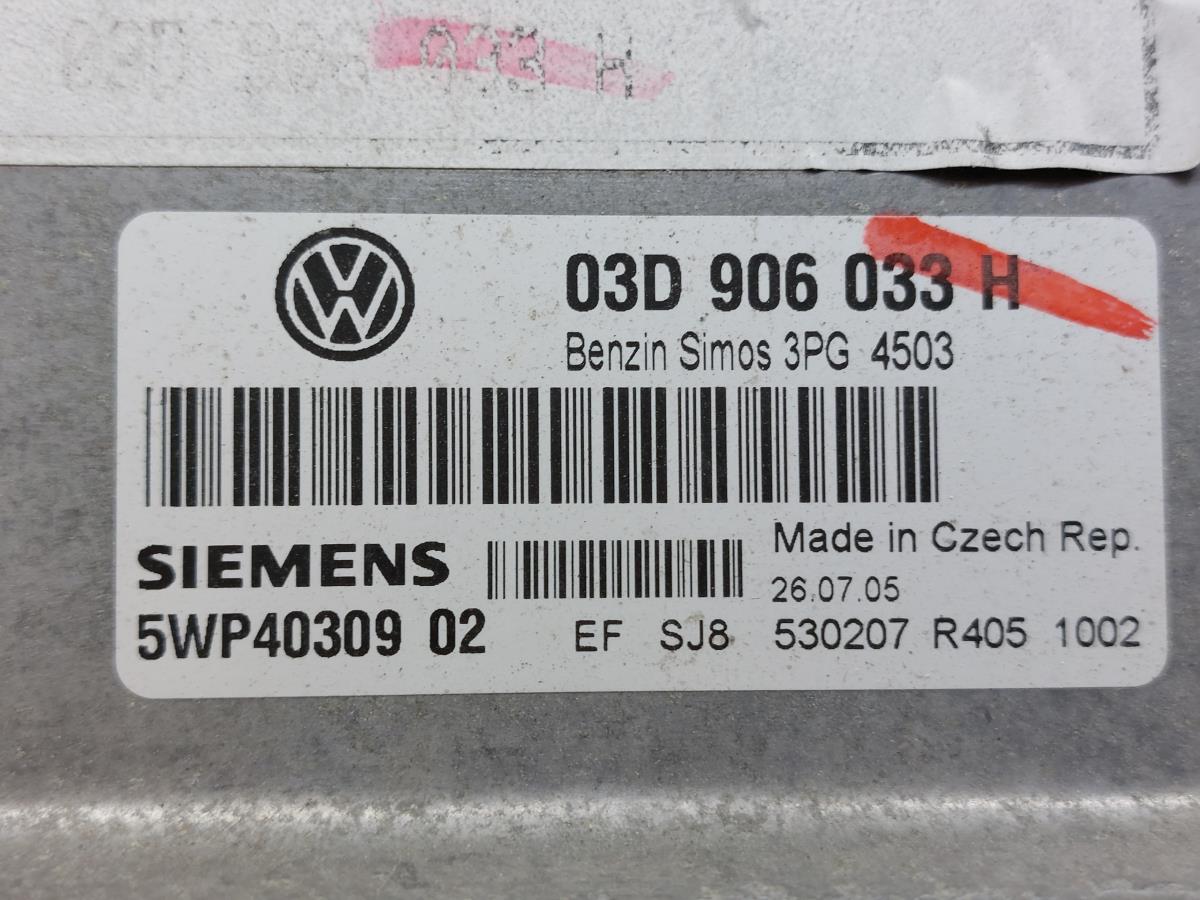 033 H
03D 906 033 H
Benzin Simos 3PG 4503
SIEMENS
Made in Czech Rep.
26.07.05
5WP40309 02 EF SJ8 530207 R405 1002